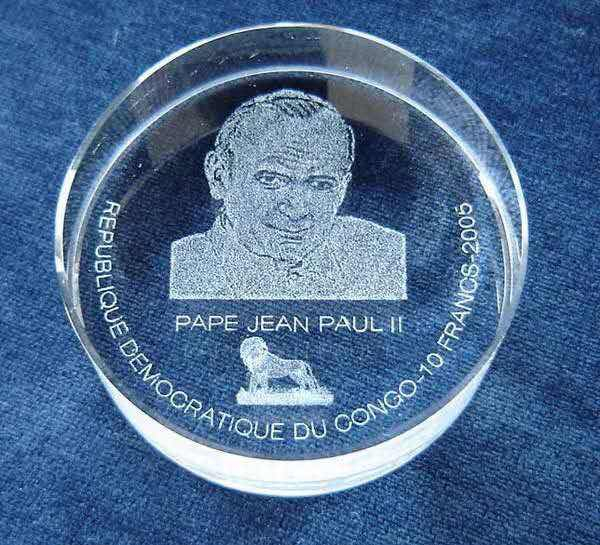 PAPE JEAN PAUL II
REPUBLIQUE DEMOCRATIQUE DU CONGO-10 FRANCS-2005